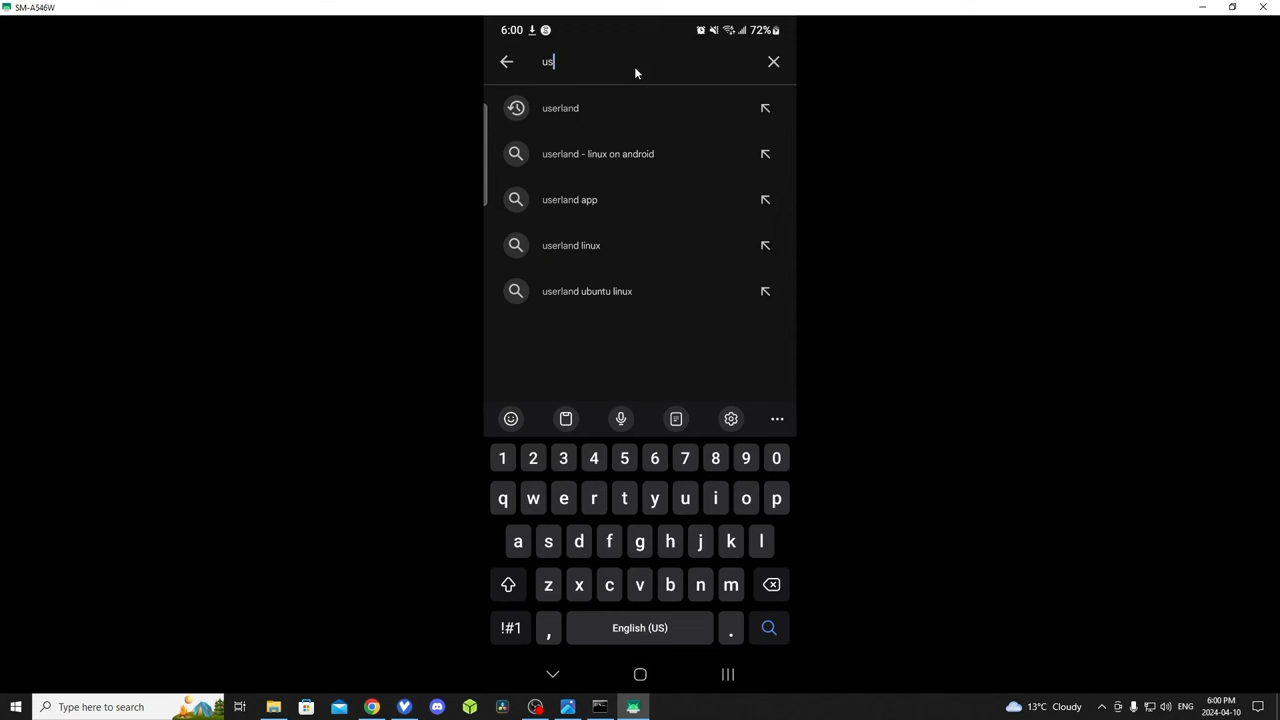 SM-A546W
6:00
72%
us
userland
userland - linux on android
userland app
userland linux
userland ubuntu linux
1 2 3 4 5 6 7 8 9 0
q w e r t y u i o p
a s d f g h j k l
z x c v b n m
!#1 , English (US) .
Type here to search
13°C Cloudy
ENG
6:00 PM
2024-04-10